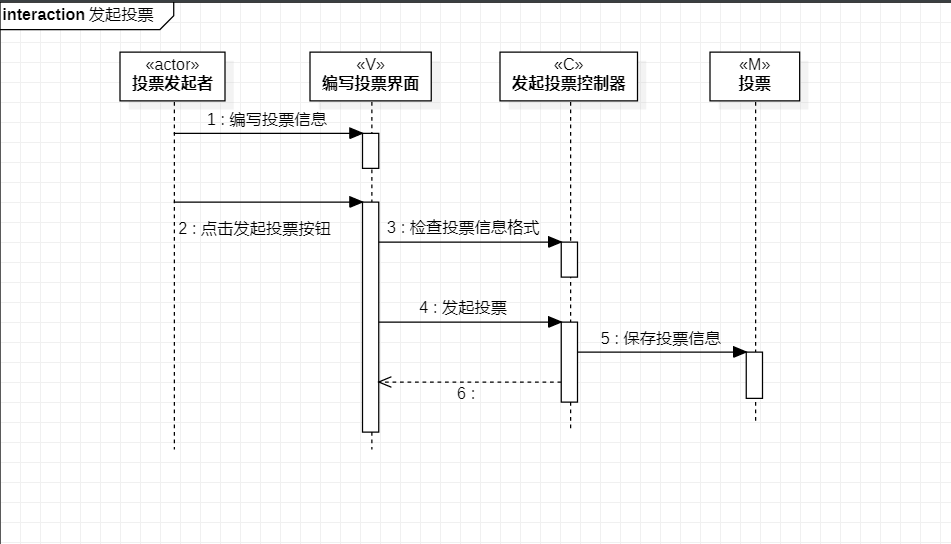 interaction 发起投票
«actor»
投票发起者
«V»
编写投票界面
«C»
发起投票控制器
«M»
投票
1 : 编写投票信息
2 : 点击发起投票按钮
3 : 检查投票信息格式
4 : 发起投票
5 : 保存投票信息
6 :